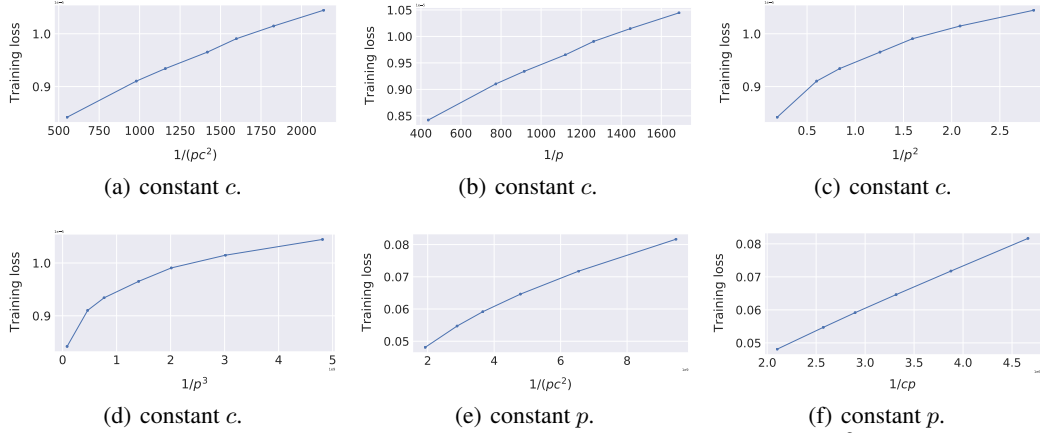 1.0
0.9
Training loss
500 750 1000 1250 1500 1750 2000
1/(pc²)
(a) constant c.
1.05
1.00
0.95
0.90
0.85
Training loss
400 600 800 1000 1200 1400 1600
1/p
(b) constant c.
1.0
0.9
Training loss
0.5 1.0 1.5 2.0 2.5
1/p²
(c) constant c.
1.0
0.9
Training loss
0 1 2 3 4 5
1/p³
(d) constant c.
0.08
0.07
0.06
0.05
Training loss
2 4 6 8
1/(pc²)
(e) constant p.
0.08
0.07
0.06
0.05
Training loss
2.0 2.5 3.0 3.5 4.0 4.5
1/cp
(f) constant p.